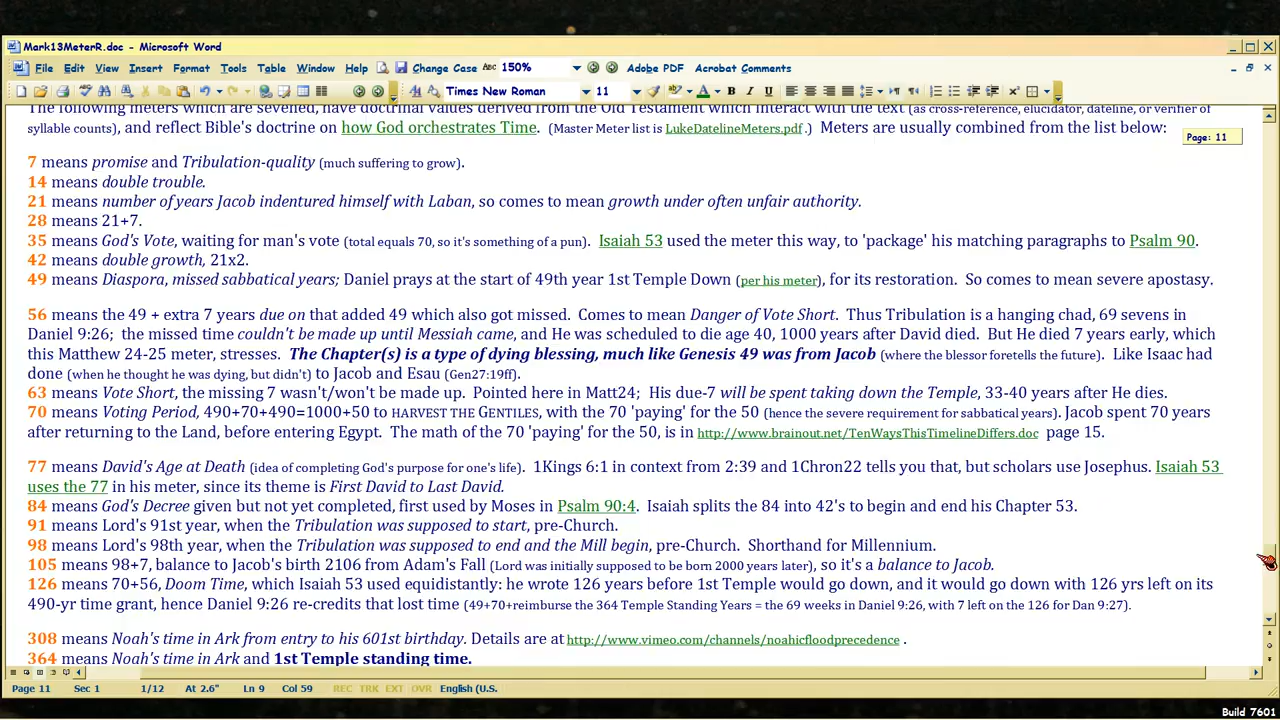 Mark13MeterR.doc - Microsoft Word
File Edit View Insert Format Tools Table Window Help Change Case ABC 150% Adobe PDF Acrobat Comments
Times New Roman 11 B I U
The following meters which are sevened, have doctrinal values derived from the Old Testament which interact with the text (as cross-reference, elucidator, dateline, or verifier of
syllable counts), and reflect Bible's doctrine on how God orchestrates Time. (Master Meter list is LukeDatelineMeters.pdf .) Meters are usually combined from the list below:
Page: 11
7 means promise and Tribulation-quality (much suffering to grow).
14 means double trouble.
21 means number of years Jacob indentured himself with Laban, so comes to mean growth under often unfair authority.
28 means 21+7.
35 means God's Vote, waiting for man's vote (total equals 70, so it's something of a pun). Isaiah 53 used the meter this way, to 'package' his matching paragraphs to Psalm 90.
42 means double growth, 21x2.
49 means Diaspora, missed sabbatical years; Daniel prays at the start of 49th year 1st Temple Down (per his meter), for its restoration. So comes to mean severe apostasy.
56 means the 49 + extra 7 years due on that added 49 which also got missed. Comes to mean Danger of Vote Short. Thus Tribulation is a hanging chad, 69 sevens in
Daniel 9:26; the missed time couldn't be made up until Messiah came, and He was scheduled to die age 40, 1000 years after David died. But He died 7 years early, which
this Matthew 24-25 meter, stresses. The Chapter(s) is a type of dying blessing, much like Genesis 49 was from Jacob (where the blessor foretells the future). Like Isaac had
done (when he thought he was dying, but didn't) to Jacob and Esau (Gen27:19ff).
63 means Vote Short, the missing 7 wasn't/won't be made up. Pointed here in Matt24; His due-7 will be spent taking down the Temple, 33-40 years after He dies.
70 means Voting Period, 490+70+490=1000+50 to HARVEST THE GENTILES, with the 70 'paying' for the 50 (hence the severe requirement for sabbatical years). Jacob spent 70 years
after returning to the Land, before entering Egypt. The math of the 70 'paying' for the 50, is in http://www.brainout.net/TenWaysThisTimelineDiffers.doc page 15.
77 means David's Age at Death (idea of completing God's purpose for one's life). 1Kings 6:1 in context from 2:39 and 1Chron22 tells you that, but scholars use Josephus. Isaiah 53
uses the 77 in his meter, since its theme is First David to Last David.
84 means God's Decree given but not yet completed, first used by Moses in Psalm 90:4. Isaiah splits the 84 into 42's to begin and end his Chapter 53.
91 means Lord's 91st year, when the Tribulation was supposed to start, pre-Church.
98 means Lord's 98th year, when the Tribulation was supposed to end and the Mill begin, pre-Church. Shorthand for Millennium.
105 means 98+7, balance to Jacob's birth 2106 from Adam's Fall (Lord was initially supposed to be born 2000 years later), so it's a balance to Jacob.
126 means 70+56, Doom Time, which Isaiah 53 used equidistantly: he wrote 126 years before 1st Temple would go down, and it would go down with 126 yrs left on its
490-yr time grant, hence Daniel 9:26 re-credits that lost time (49+70+reimburse the 364 Temple Standing Years = the 69 weeks in Daniel 9:26, with 7 left on the 126 for Dan 9:27).
308 means Noah's time in Ark from entry to his 601st birthday. Details are at http://www.vimeo.com/channels/noahicfloodprecedence .
364 means Noah's time in Ark and 1st Temple standing time.
Page 11 Sec 1 1/12 At 2.6" Ln 9 Col 59 REC TRK EXT OVR English (U.S.
Build 7601